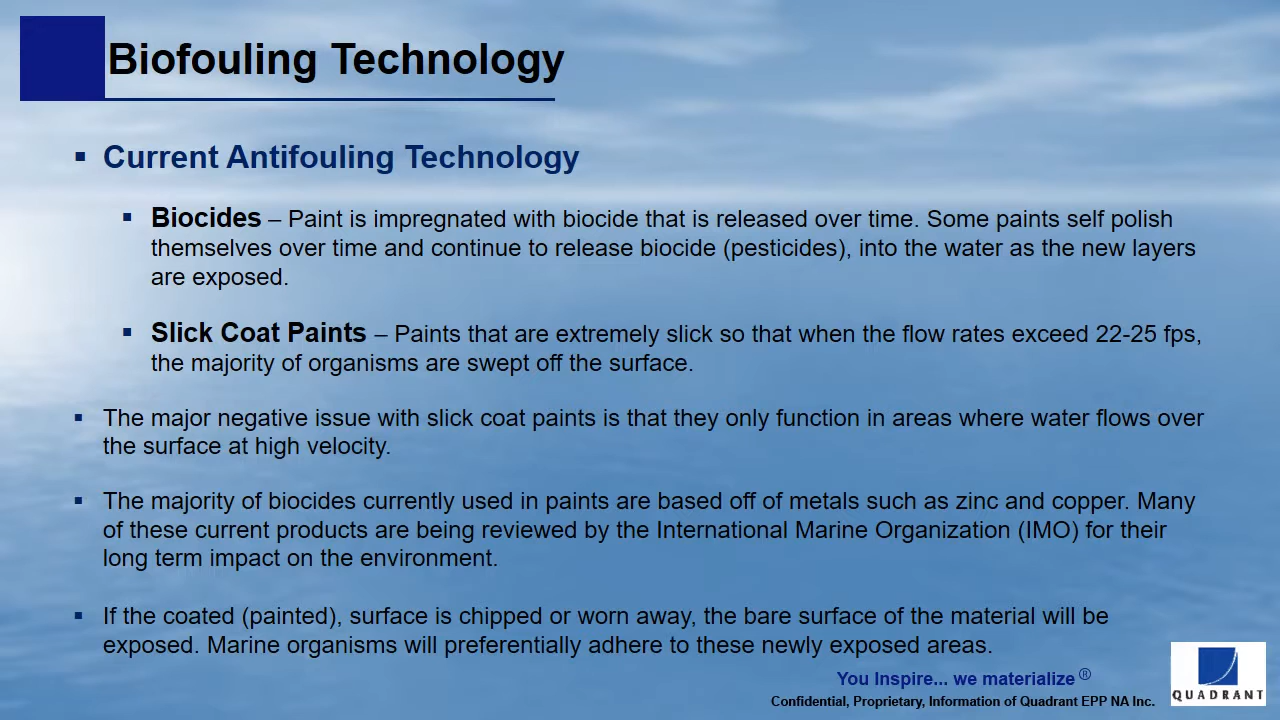 Biofouling Technology
▪ Current Antifouling Technology
▪ Biocides – Paint is impregnated with biocide that is released over time. Some paints self polish
themselves over time and continue to release biocide (pesticides), into the water as the new layers
are exposed.
▪ Slick Coat Paints – Paints that are extremely slick so that when the flow rates exceed 22-25 fps,
the majority of organisms are swept off the surface.
▪ The major negative issue with slick coat paints is that they only function in areas where water flows over
the surface at high velocity.
▪ The majority of biocides currently used in paints are based off of metals such as zinc and copper. Many
of these current products are being reviewed by the International Marine Organization (IMO) for their
long term impact on the environment.
▪ If the coated (painted), surface is chipped or worn away, the bare surface of the material will be
exposed. Marine organisms will preferentially adhere to these newly exposed areas.
You Inspire... we materialize ®
Confidential, Proprietary, Information of Quadrant EPP NA Inc.
QUADRANT